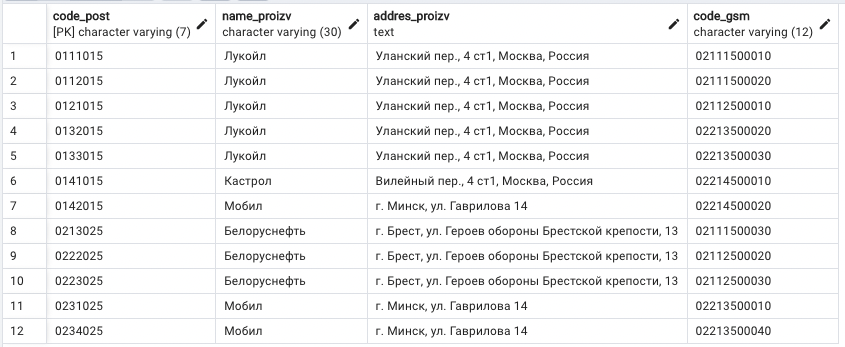 code_post name_proizv addres_proizv code_gsm
[PK] character varying (7) character varying (30) text character varying (12)
1 0111015 Лукойл Уланский пер., 4 ст1, Москва, Россия 02111500010
2 0112015 Лукойл Уланский пер., 4 ст1, Москва, Россия 02111500020
3 0121015 Лукойл Уланский пер., 4 ст1, Москва, Россия 02112500010
4 0132015 Лукойл Уланский пер., 4 ст1, Москва, Россия 02213500020
5 0133015 Лукойл Уланский пер., 4 ст1, Москва, Россия 02213500030
6 0141015 Кастрол Вилейный пер., 4 ст1, Москва, Россия 02214500010
7 0142015 Мобил г. Минск, ул. Гаврилова 14 02214500020
8 0213025 Белоруснефть г. Брест, ул. Героев обороны Брестской крепости, 13 02111500030
9 0222025 Белоруснефть г. Брест, ул. Героев обороны Брестской крепости, 13 02112500020
10 0223025 Белоруснефть г. Брест, ул. Героев обороны Брестской крепости, 13 02112500030
11 0231025 Мобил г. Минск, ул. Гаврилова 14 02213500010
12 0234025 Мобил г. Минск, ул. Гаврилова 14 02213500040